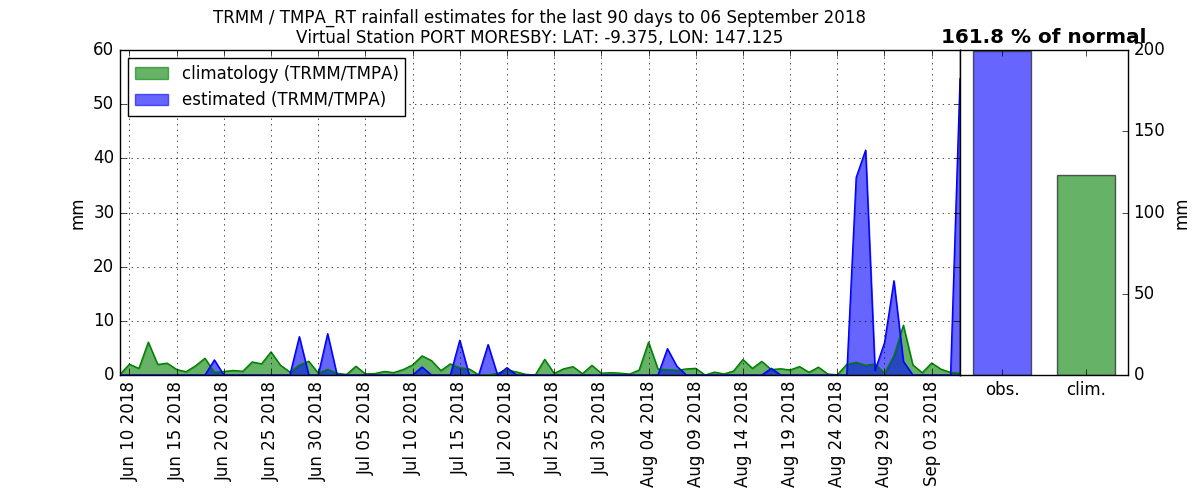 TRMM / TMPA_RT rainfall estimates for the last 90 days to 06 September 2018
Virtual Station PORT MORESBY: LAT: -9.375, LON: 147.125
161.8 % of normal
climatology (TRMM/TMPA)
estimated (TRMM/TMPA)
mm
60
50
40
30
20
10
0
Jun 10 2018
Jun 15 2018
Jun 20 2018
Jun 25 2018
Jun 30 2018
Jul 05 2018
Jul 10 2018
Jul 15 2018
Jul 20 2018
Jul 25 2018
Jul 30 2018
Aug 04 2018
Aug 09 2018
Aug 14 2018
Aug 19 2018
Aug 24 2018
Aug 29 2018
Sep 03 2018
obs.
clim.
200
150
100
50
0
mm